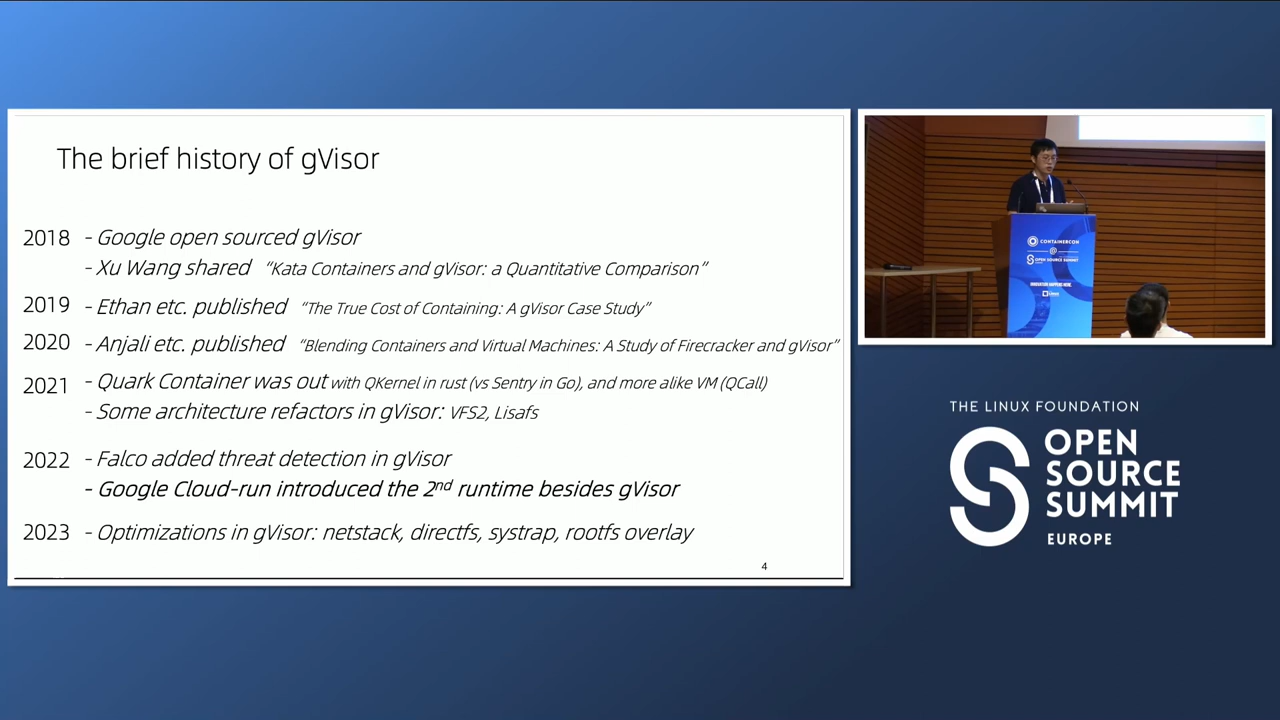 The brief history of gVisor
2018 - Google open sourced gVisor
- Xu Wang shared "Kata Containers and gVisor: a Quantitative Comparison"
2019 - Ethan etc. published "The True Cost of Containing: A gVisor Case Study"
2020 - Anjali etc. published "Blending Containers and Virtual Machines: A Study of Firecracker and gVisor"
2021 - Quark Container was out with QKernel in rust (vs Sentry in Go), and more alike VM (QCall)
- Some architecture refactors in gVisor: VFS2, Lisafs
2022 - Falco added threat detection in gVisor
- Google Cloud-run introduced the 2nd runtime besides gVisor
2023 - Optimizations in gVisor: netstack, directfs, systrap, rootfs overlay
4
CONTAINERCON
@
OPEN SOURCE SUMMIT
INNOVATION HAPPENS HERE.
THE LINUX FOUNDATION
OPEN
SOURCE
SUMMIT
EUROPE